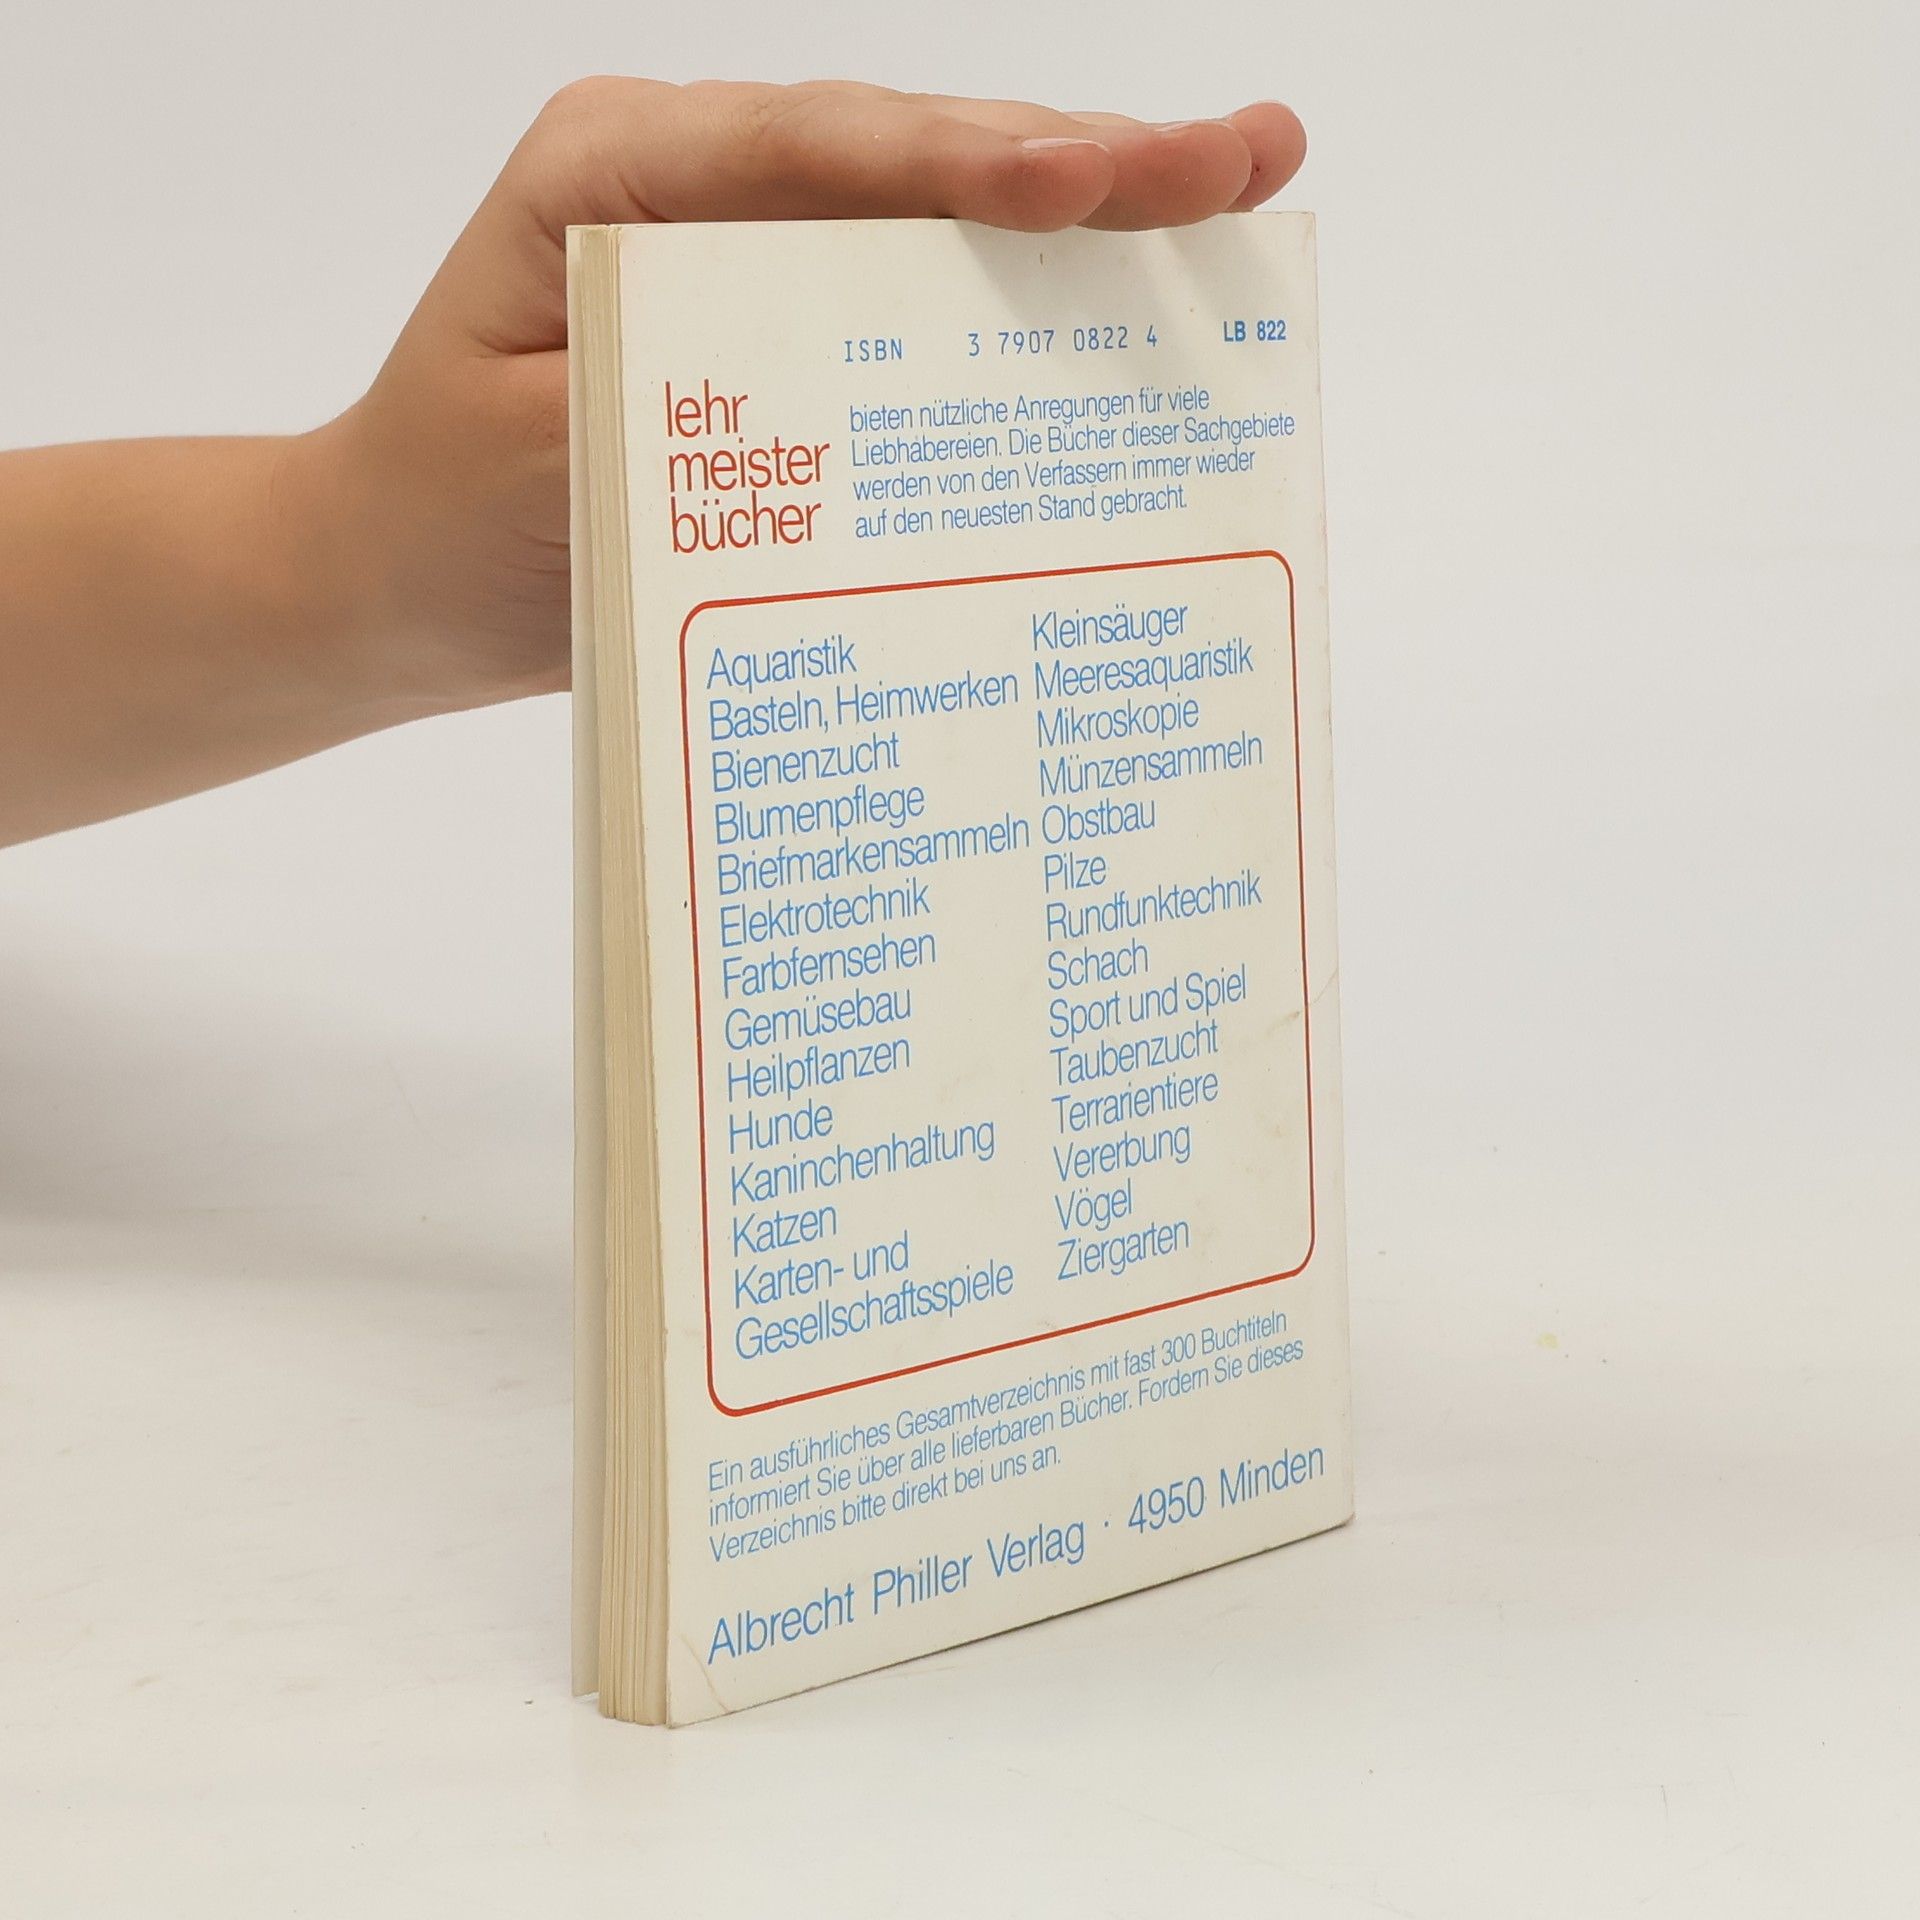 ISBN 3 7907 0822 4 LB 822
lehr
meister
bücher
bieten nützliche Anregungen für viele
Liebhabereien. Die Bücher dieser Sachgebiete
werden von den Verfassern immer wieder
auf den neuesten Stand gebracht.
Aquaristik
Basteln, Heimwerken
Bienenzucht
Blumenpflege
Briefmarkensammeln
Elektrotechnik
Farbfernsehen
Gemüsebau
Heilpflanzen
Hunde
Kaninchenhaltung
Katzen
Karten- und
Gesellschaftsspiele
Kleinsäuger
Meeresaquaristik
Mikroskopie
Münzensammeln
Obstbau
Pilze
Rundfunktechnik
Schach
Sport und Spiel
Taubenzucht
Terrarientiere
Vererbung
Vögel
Ziergarten
Ein ausführliches Gesamtverzeichnis mit fast 300 Buchtiteln
informiert Sie über alle lieferbaren Bücher. Fordern Sie dieses
Verzeichnis bitte direkt bei uns an.
Albrecht Philler Verlag · 4950 Minden